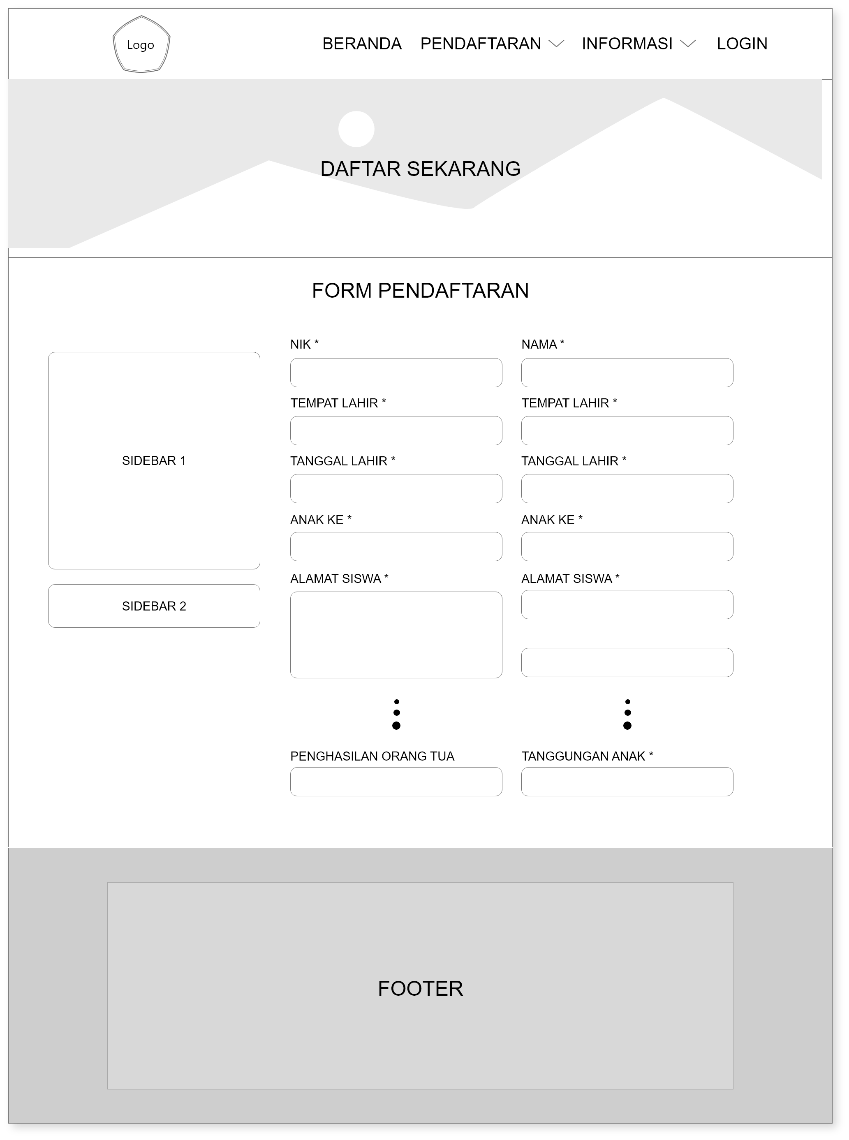 Logo
BERANDA PENDAFTARAN INFORMASI LOGIN
DAFTAR SEKARANG
FORM PENDAFTARAN
SIDEBAR 1
SIDEBAR 2
NIK * NAMA *
TEMPAT LAHIR * TEMPAT LAHIR *
TANGGAL LAHIR * TANGGAL LAHIR *
ANAK KE * ANAK KE *
ALAMAT SISWA * ALAMAT SISWA *
PENGHASILAN ORANG TUA TANGGUNGAN ANAK *
FOOTER